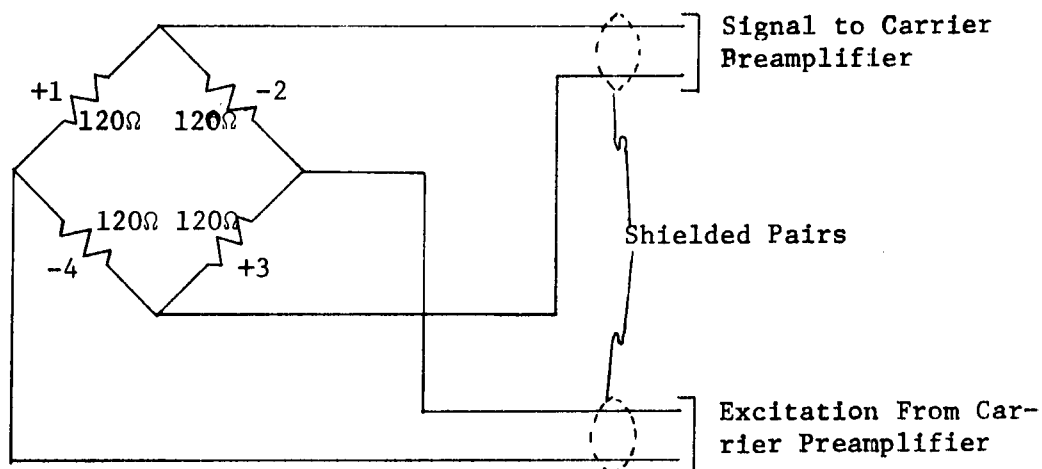 Signal to Carrier
Preamplifier
+1
-2
120Ω 120Ω
120Ω 120Ω
Shielded Pairs
-4
+3
Excitation From Car-
rier Preamplifier